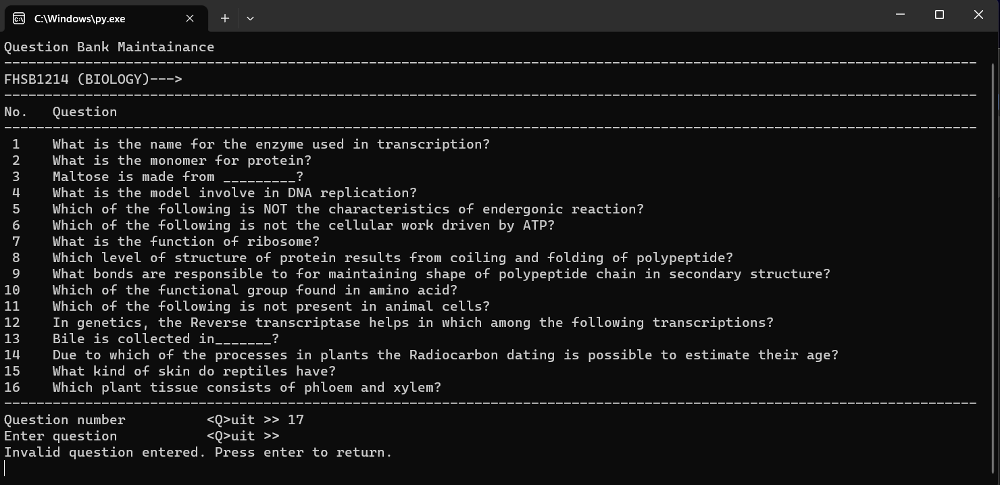 C:\Windows\py.exe
Question Bank Maintainance
------------------------------------------------------------------------------------------------------------------------
FHSB1214 (BIOLOGY)--->
------------------------------------------------------------------------------------------------------------------------
No.   Question
------------------------------------------------------------------------------------------------------------------------
 1    What is the name for the enzyme used in transcription?
 2    What is the monomer for protein?
 3    Maltose is made from _________?
 4    What is the model involve in DNA replication?
 5    Which of the following is NOT the characteristics of endergonic reaction?
 6    Which of the following is not the cellular work driven by ATP?
 7    What is the function of ribosome?
 8    Which level of structure of protein results from coiling and folding of polypeptide?
 9    What bonds are responsible to for maintaining shape of polypeptide chain in secondary structure?
10    Which of the functional group found in amino acid?
11    Which of the following is not present in animal cells?
12    In genetics, the Reverse transcriptase helps in which among the following transcriptions?
13    Bile is collected in_______?
14    Due to which of the processes in plants the Radiocarbon dating is possible to estimate their age?
15    What kind of skin do reptiles have?
16    Which plant tissue consists of phloem and xylem?
------------------------------------------------------------------------------------------------------------------------
Question number          <Q>uit >> 17
Enter question           <Q>uit >>
Invalid question entered. Press enter to return.